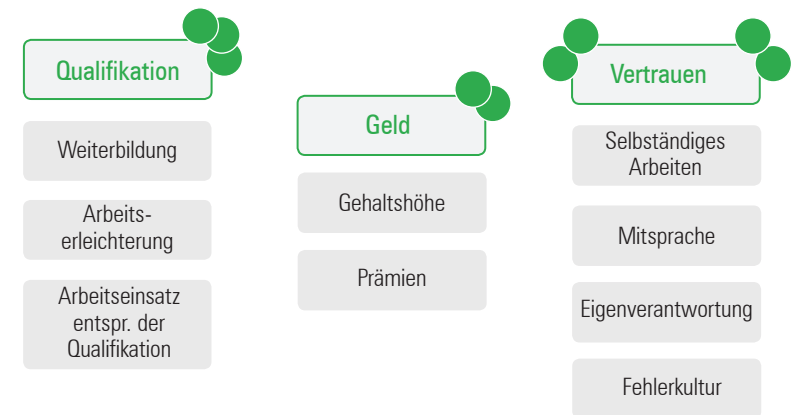 Qualifikation
Weiterbildung
Arbeits-
erleichterung
Arbeitseinsatz
entspr. der
Qualifikation
Geld
Gehaltshöhe
Prämien
Vertrauen
Selbständiges
Arbeiten
Mitsprache
Eigenverantwortung
Fehlerkultur